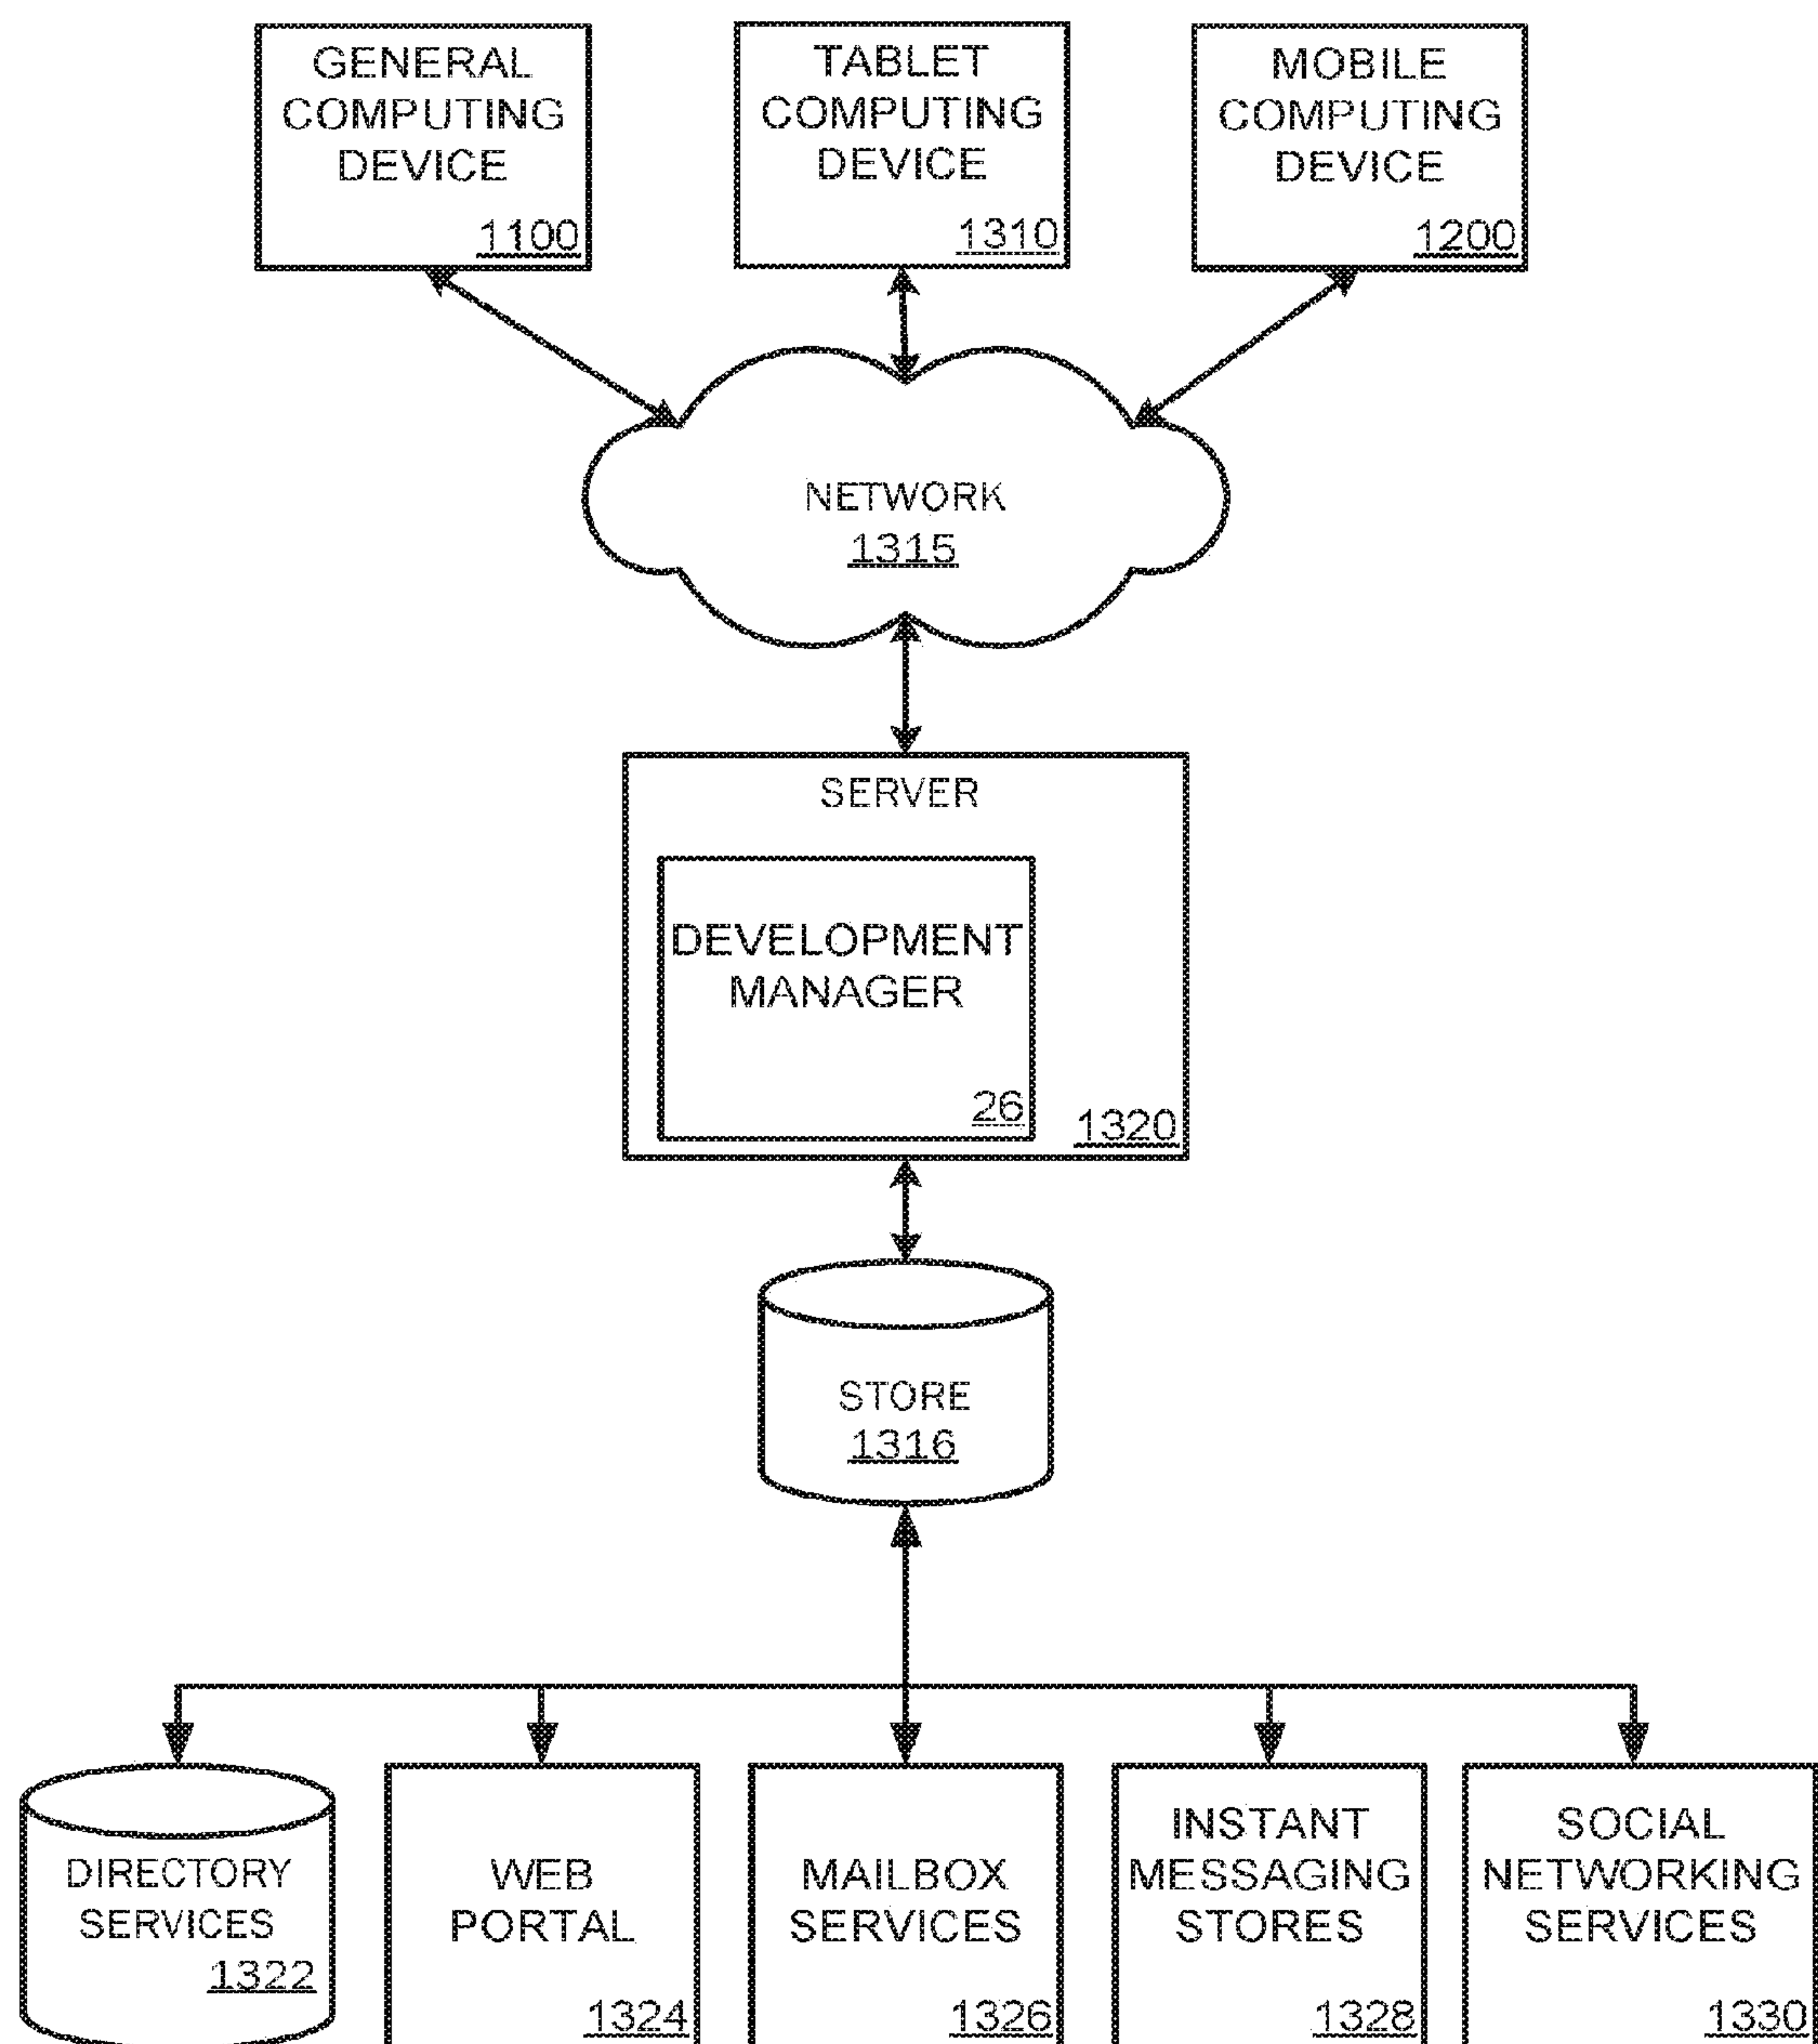 GENERAL
COMPUTING
DEVICE
1100
TABLET
COMPUTING
DEVICE
1310
MOBILE
COMPUTING
DEVICE
1200
NETWORK
1315
SERVER
DEVELOPMENT
MANAGER
26
1320
STORE
1316
DIRECTORY
SERVICES
1322
WEB
PORTAL
1324
MAILBOX
SERVICES
1326
INSTANT
MESSAGING
STORES
1328
SOCIAL
NETWORKING
SERVICES
1330